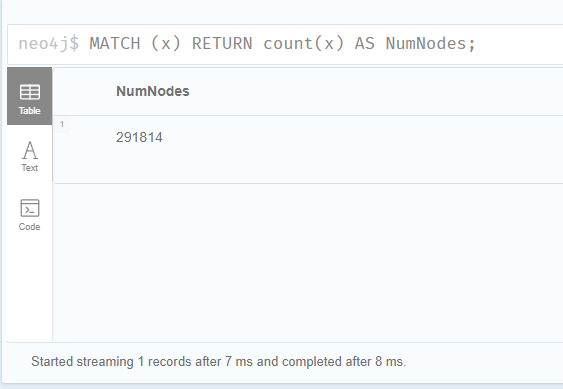 neo4j$ MATCH (x) RETURN count(x) AS NumNodes;
NumNodes
Table
1
291814
Text
Code
Started streaming 1 records after 7 ms and completed after 8 ms.